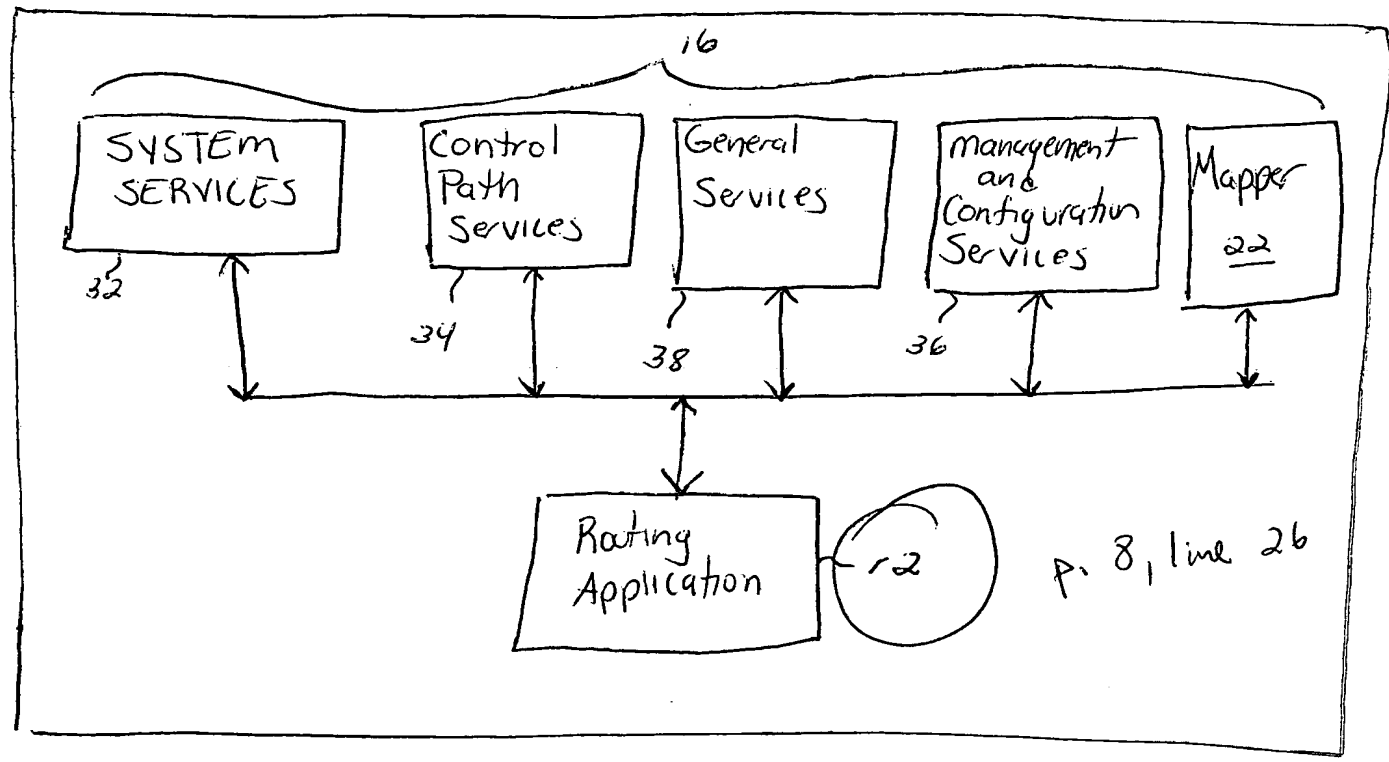 16
SYSTEM
SERVICES
Control
Path
Services
General
Services
management
and
Configuration
Services
Mapper
22
32
34
38
36
Routing
Application
r2
p. 8, line 26